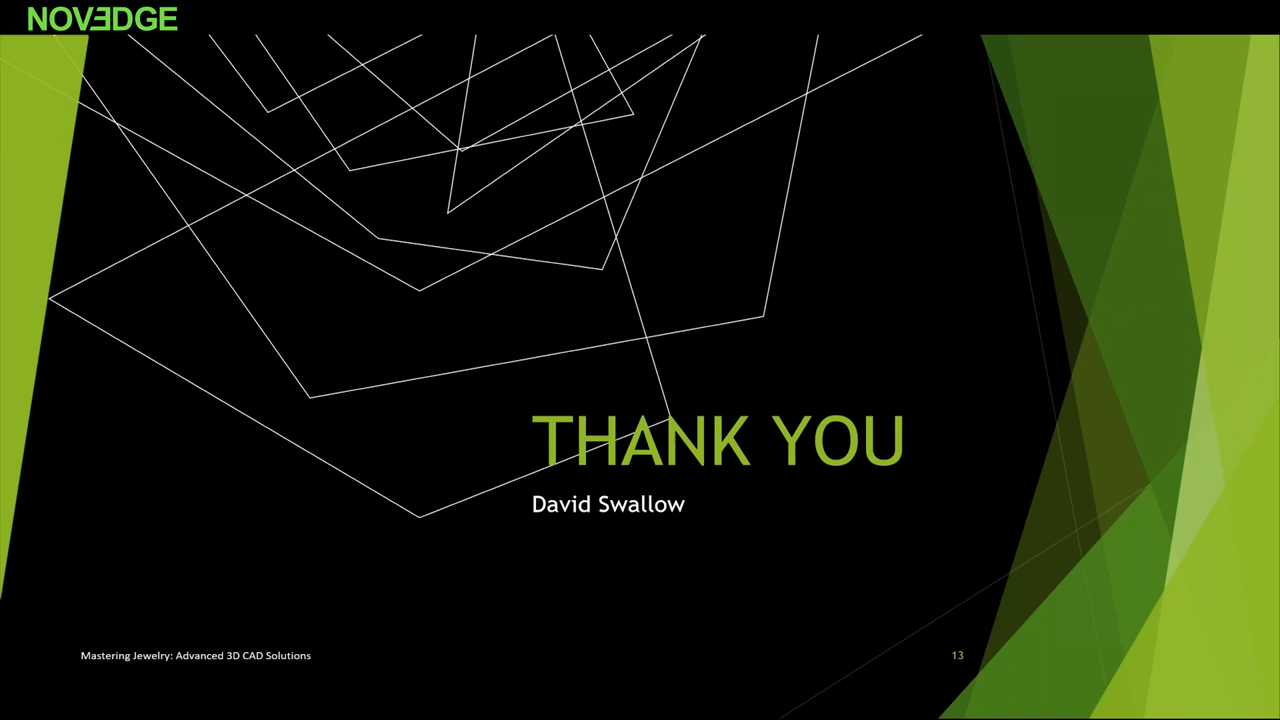 NOVEDGE
THANK YOU
David Swallow
Mastering Jewelry: Advanced 3D CAD Solutions
13